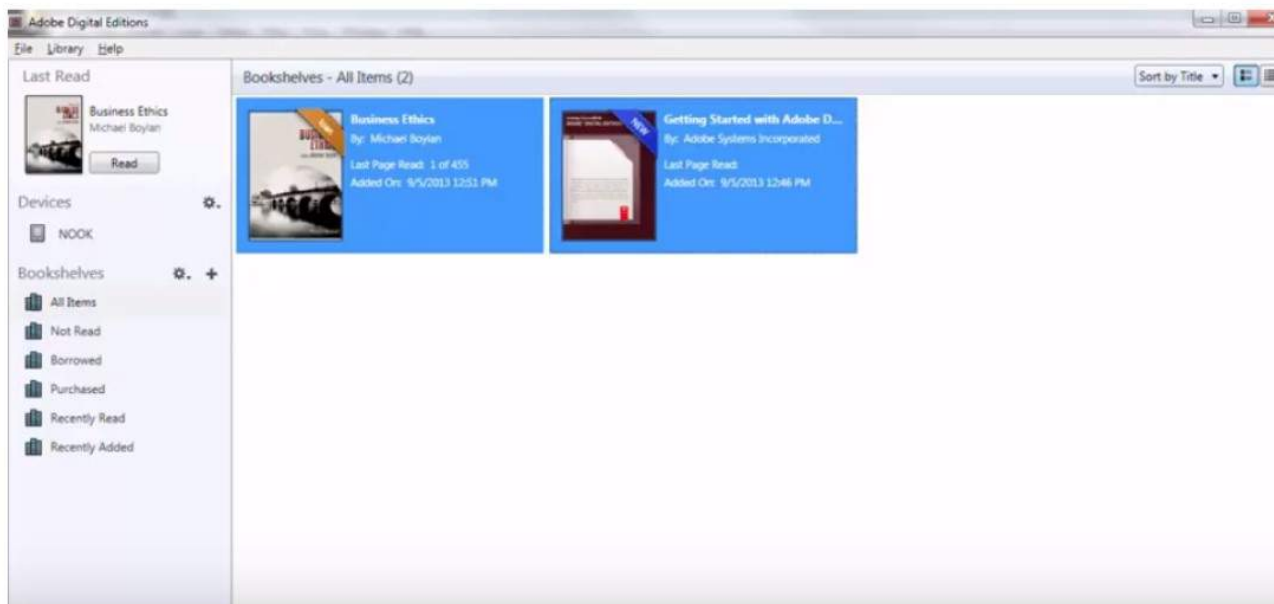 Adobe Digital Editions
File Library Help
Last Read
Business Ethics
Michael Boylan
Read
Devices
NOOK
Bookshelves
All Items
Not Read
Borrowed
Purchased
Recently Read
Recently Added
Bookshelves - All Items (2)
Sort by Title
Business Ethics
By: Michael Boylan
Last Page Read: 1 of 455
Added On: 9/5/2013 12:51 PM
NEW
Getting Started with Adobe D...
By: Adobe Systems Incorporated
Last Page Read:
Added On: 9/5/2013 12:46 PM